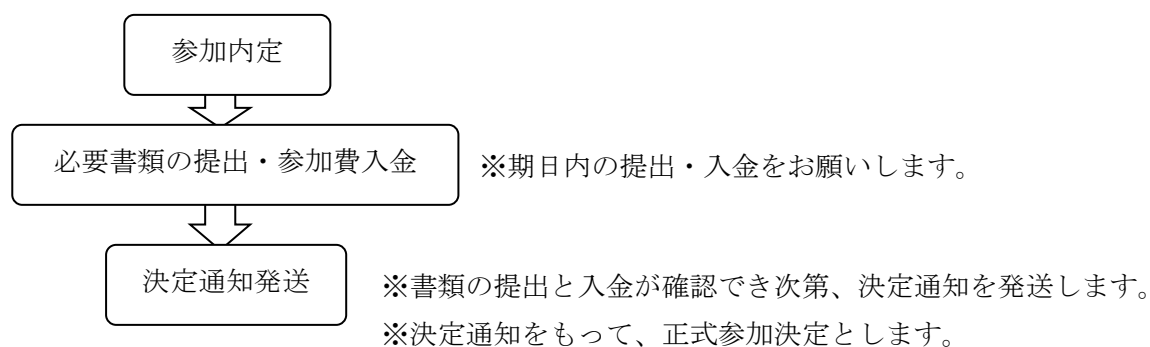 参加内定
必要書類の提出・参加費入金
※期日内の提出・入金をお願いします。
決定通知発送
※書類の提出と入金が確認でき次第、決定通知を発送します。
※決定通知をもって、正式参加決定とします。